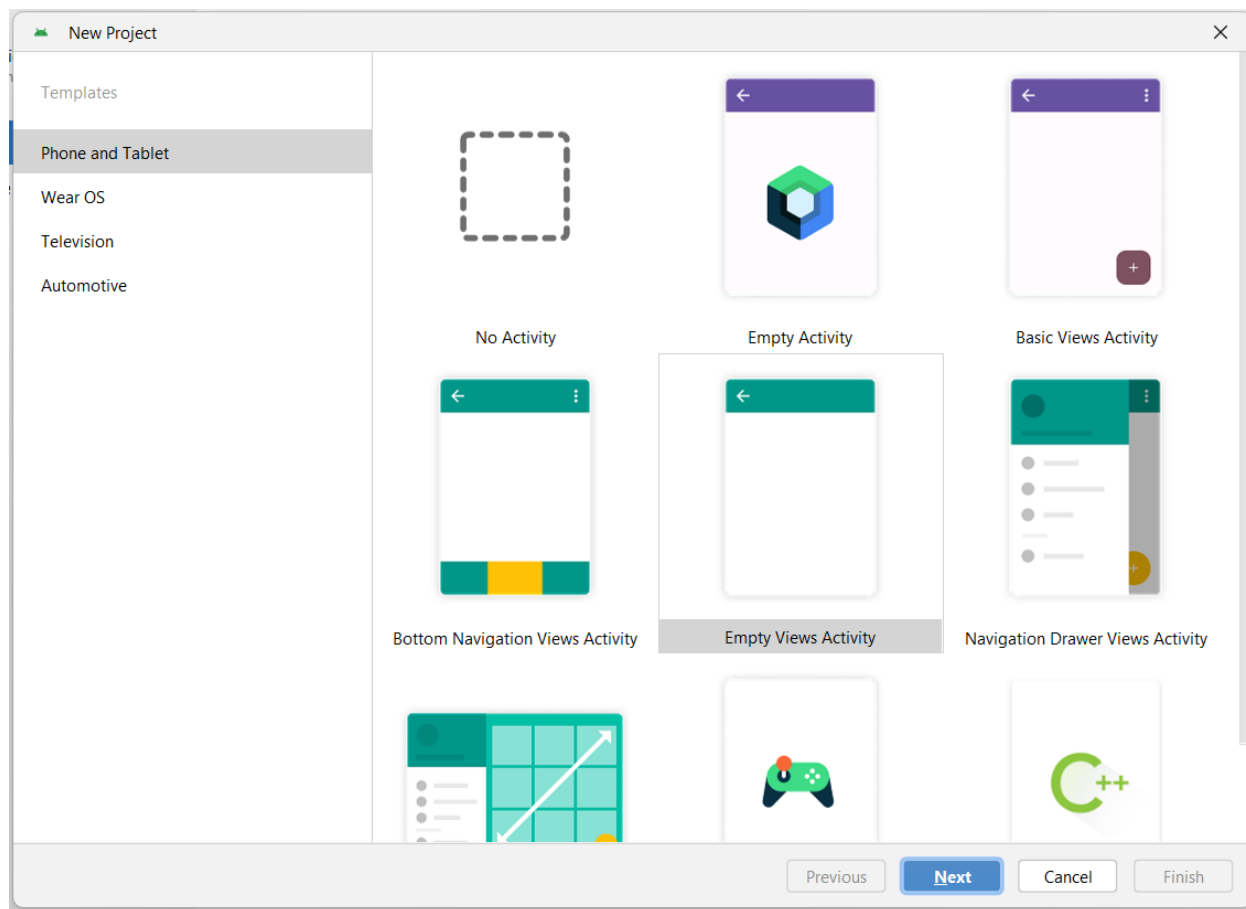 New Project
Templates
Phone and Tablet
Wear OS
Television
Automotive
No Activity
Empty Activity
Basic Views Activity
Bottom Navigation Views Activity
Empty Views Activity
Navigation Drawer Views Activity
C++
Previous
Next
Cancel
Finish